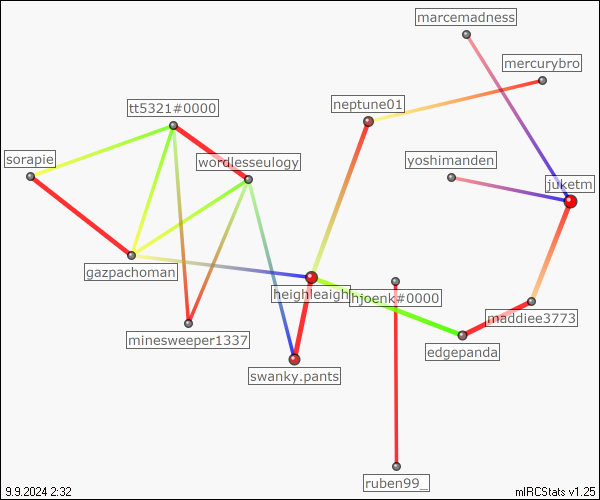 marcemadness
mercurybro
neptune01
tt5321#0000
sorapie
wordlesseulogy
yoshimanden
juketm
gazpachoman
heighleaigh
hjoenk#0000
maddiee3773
minesweeper1337
edgepanda
swanky.pants
ruben99_
9.9.2024 2:32
mIRCStats v1.25